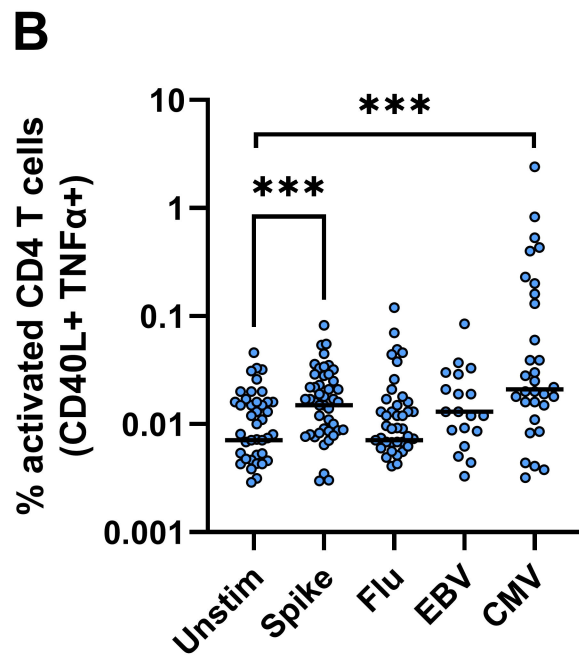 B
% activated CD4 T cells
(CD40L+ TNFα+)
10
1
0.1
0.01
0.001
***
***
Unstim
Spike
Flu
EBV
CMV